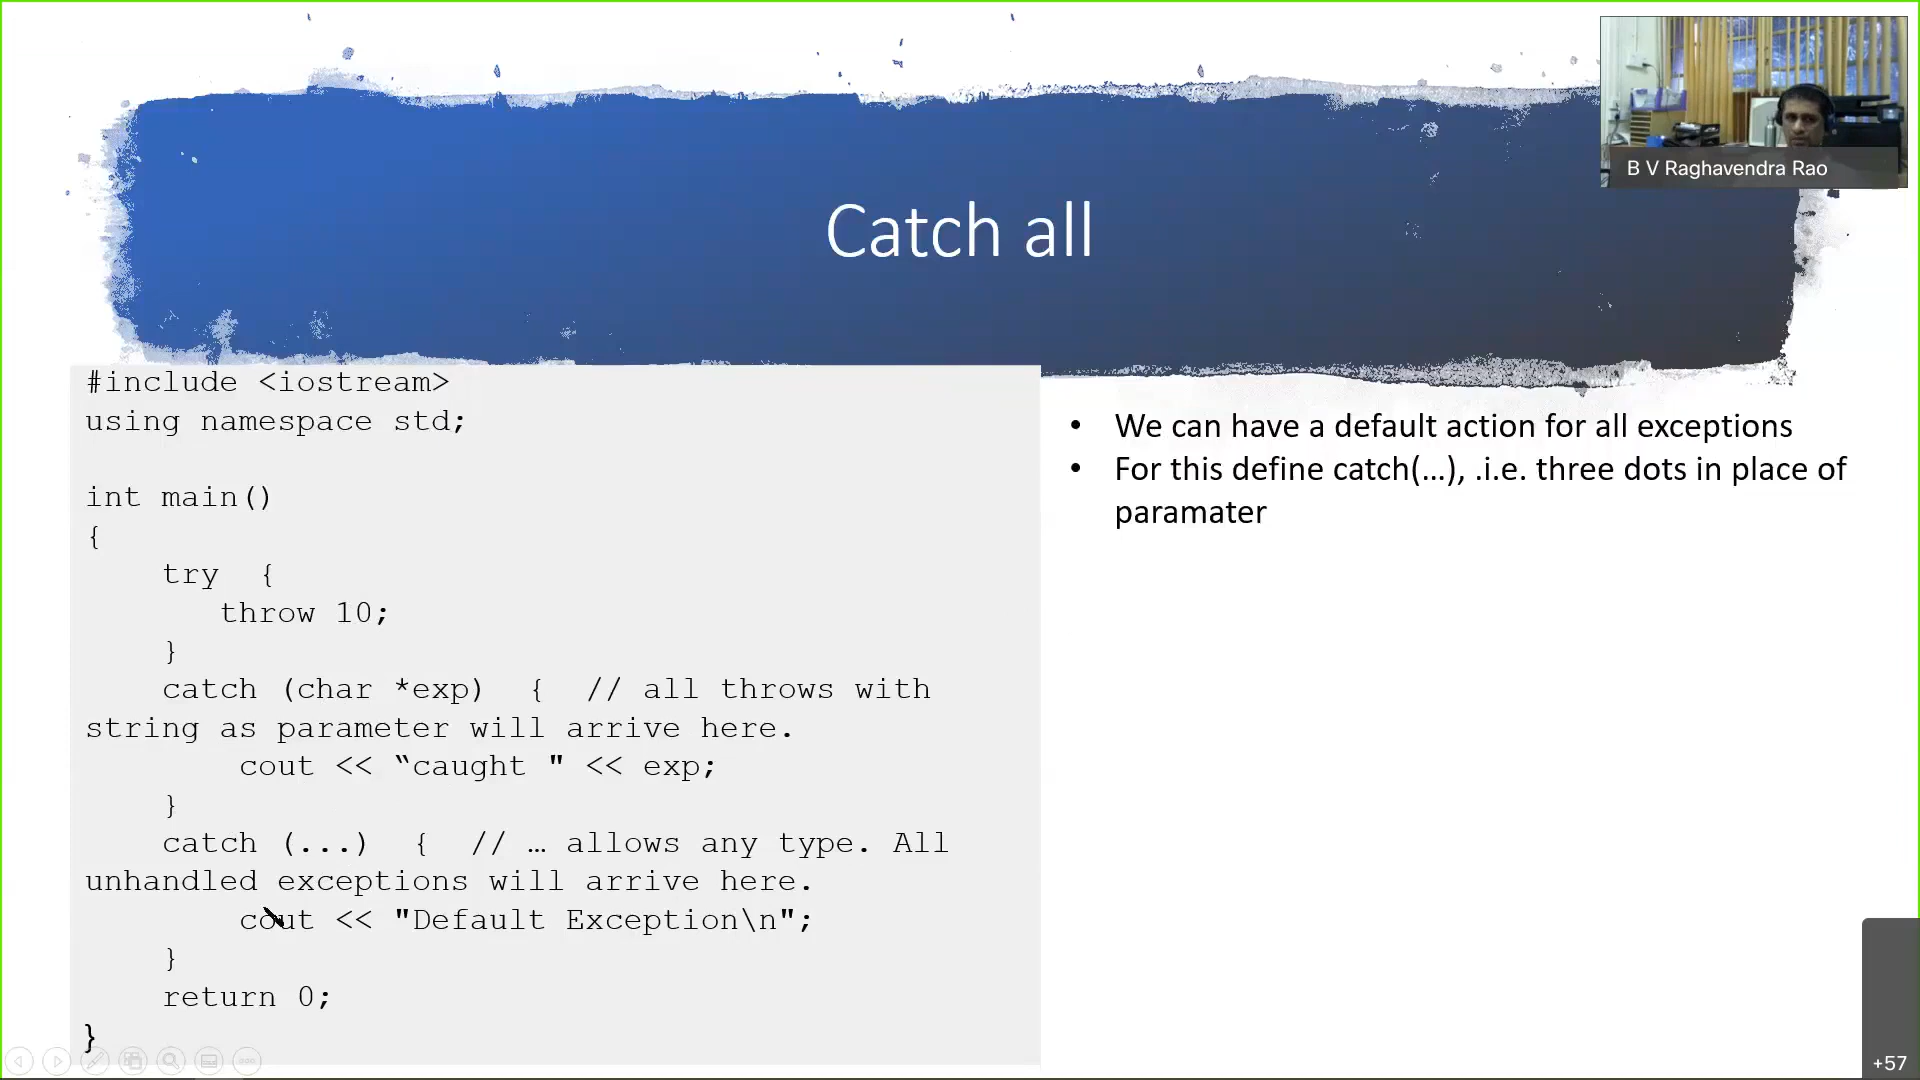 B V Raghavendra Rao
Catch all
#include <iostream>
using namespace std;
int main()
{
try {
throw 10;
}
catch (char *exp) { // all throws with
string as parameter will arrive here.
cout << “caught " << exp;
}
catch (...) { // … allows any type. All
unhandled exceptions will arrive here.
cout << "Default Exception\n";
}
return 0;
}
• We can have a default action for all exceptions
• For this define catch(…), .i.e. three dots in place of
paramater
+57